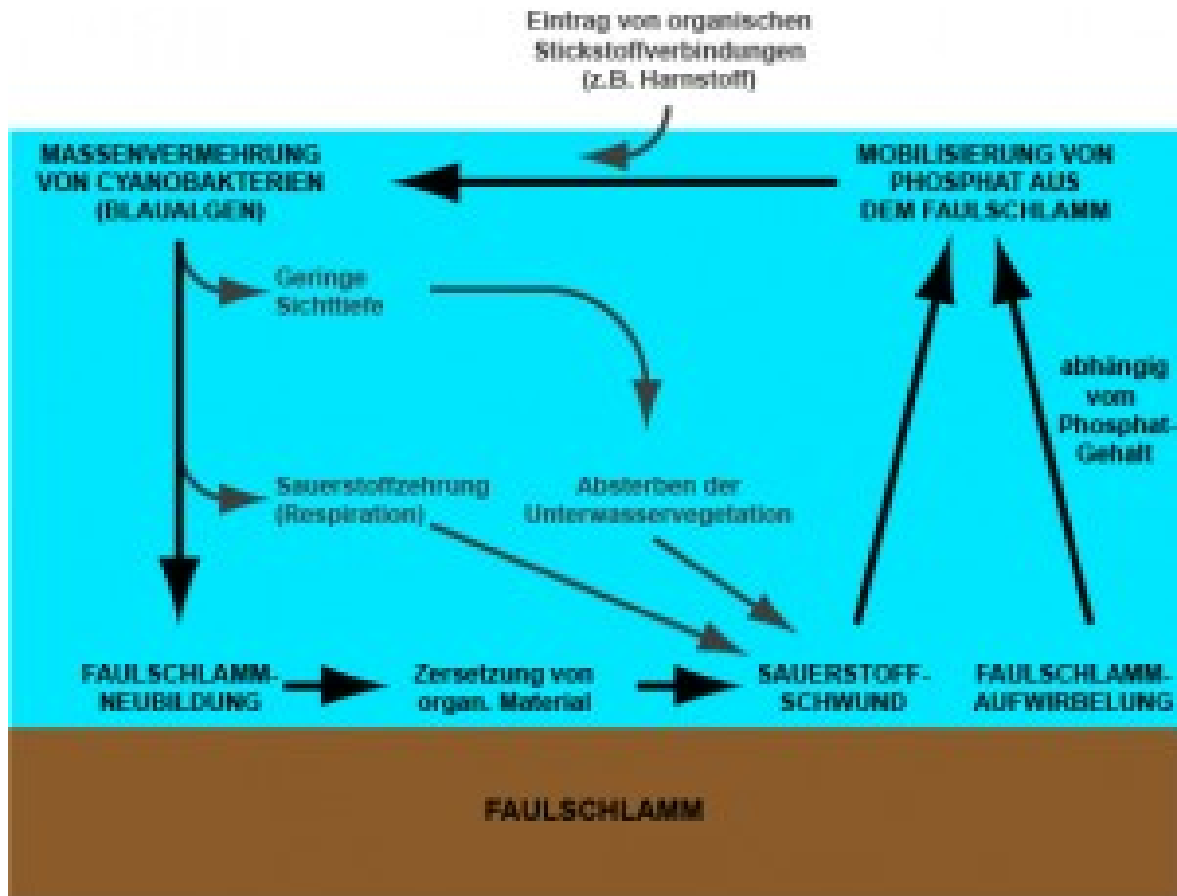 Eintrag von organischen
Stickstoffverbindungen
(z.B. Harnstoff)
MASSENVERMEHRUNG
VON CYANOBAKTERIEN
(BLAUALGEN)
MOBILISIERUNG VON
PHOSPHAT AUS
DEM FAULSCHLAMM
Geringe
Sichttiefe
abhängig
vom
Phosphat-
Gehalt
Sauerstoffzehrung
(Respiration)
Absterben der
Unterwasservegetation
FAULSCHLAMM-
NEUBILDUNG
Zersetzung von
organ. Material
SAUERSTOFF-
SCHWUND
FAULSCHLAMM-
AUFWIRBELUNG
FAULSCHLAMM